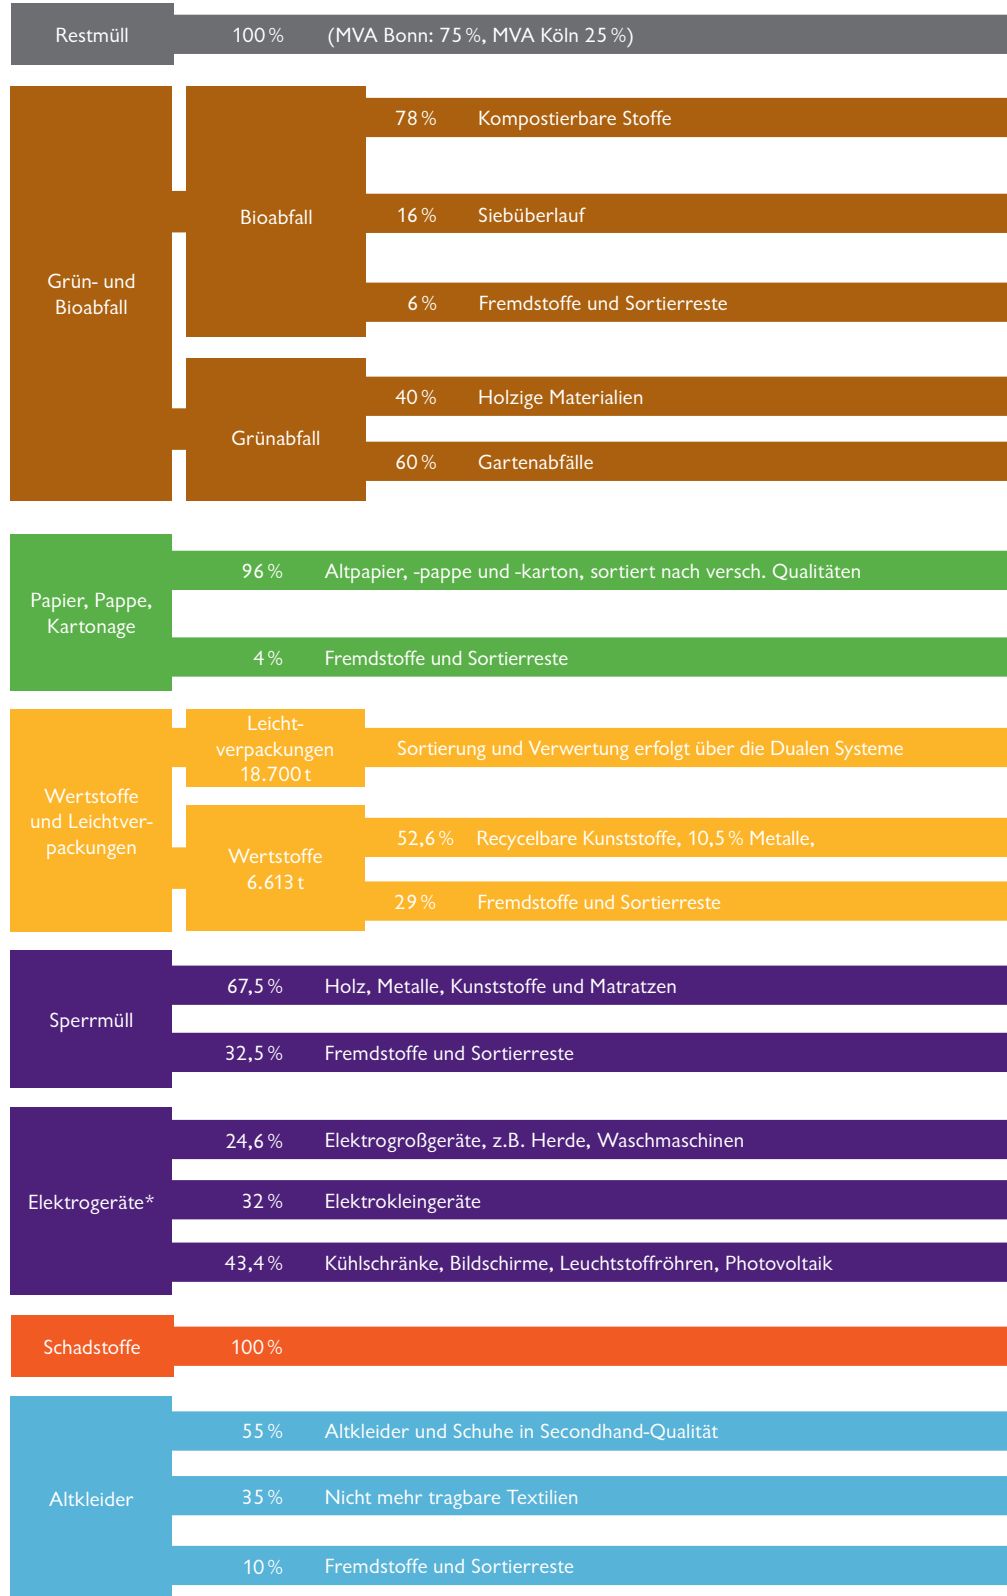 Restmüll 100 % (MVA Bonn: 75 %, MVA Köln 25 %)
Grün- und
Bioabfall
Bioabfall
78 % Kompostierbare Stoffe
16 % Siebüberlauf
6 % Fremdstoffe und Sortierreste
Grünabfall
40 % Holzige Materialien
60 % Gartenabfälle
Papier, Pappe,
Kartonage
96 % Altpapier, -pappe und -karton, sortiert nach versch. Qualitäten
4 % Fremdstoffe und Sortierreste
Wertstoffe
und Leichtver-
packungen
Leicht-
verpackungen
18.700 t
Sortierung und Verwertung erfolgt über die Dualen Systeme
Wertstoffe
6.613 t
52,6 % Recycelbare Kunststoffe, 10,5 % Metalle,
29 % Fremdstoffe und Sortierreste
Sperrmüll
67,5 % Holz, Metalle, Kunststoffe und Matratzen
32,5 % Fremdstoffe und Sortierreste
Elektrogeräte*
24,6 % Elektrogroßgeräte, z.B. Herde, Waschmaschinen
32 % Elektrokleingeräte
43,4 % Kühlschränke, Bildschirme, Leuchtstoffröhren, Photovoltaik
Schadstoffe 100 %
Altkleider
55 % Altkleider und Schuhe in Secondhand-Qualität
35 % Nicht mehr tragbare Textilien
10 % Fremdstoffe und Sortierreste